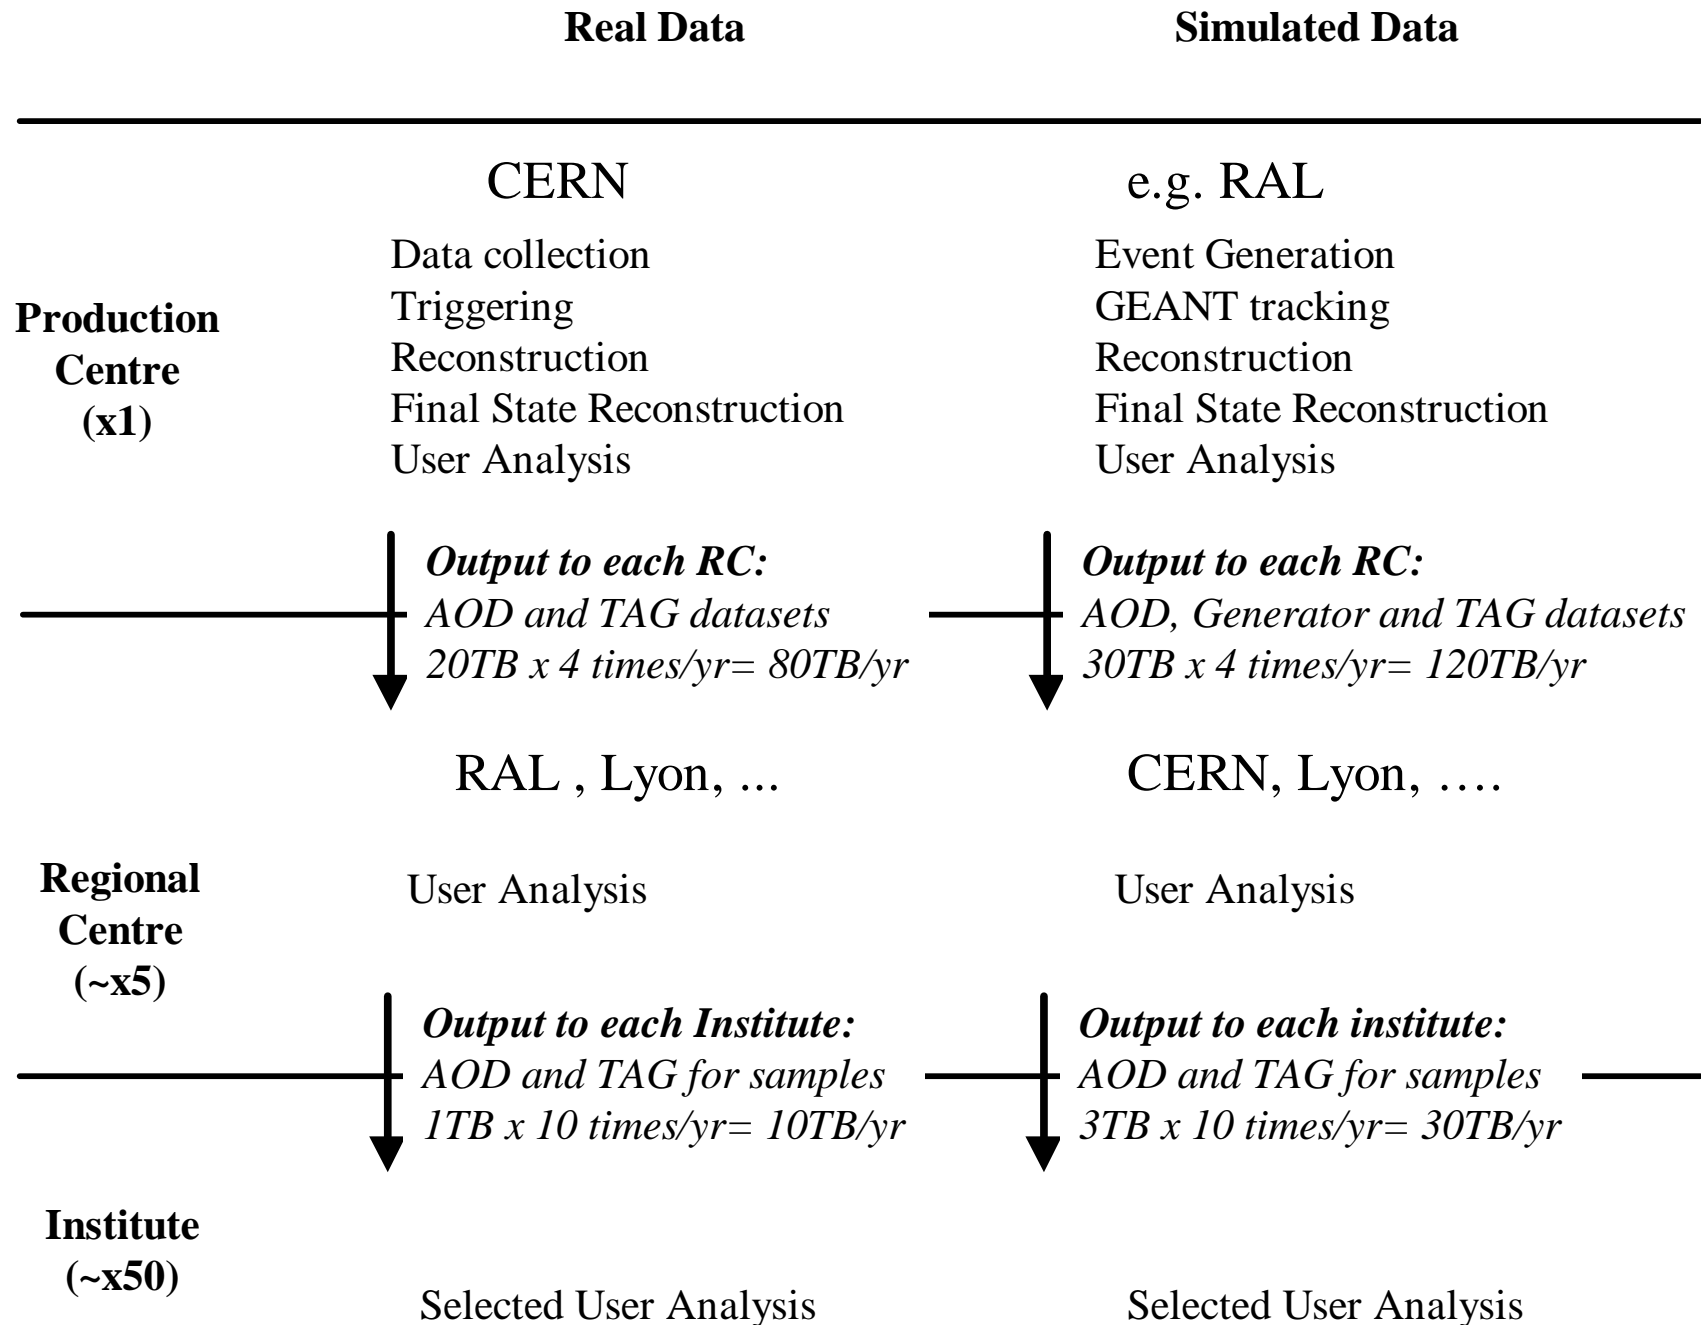 Real Data
Simulated Data
CERN
e.g. RAL
Production
Centre
(x1)
Data collection
Triggering
Reconstruction
Final State Reconstruction
User Analysis
Event Generation
GEANT tracking
Reconstruction
Final State Reconstruction
User Analysis
Output to each RC:
AOD and TAG datasets
20TB x 4 times/yr= 80TB/yr
Output to each RC:
AOD, Generator and TAG datasets
30TB x 4 times/yr= 120TB/yr
RAL , Lyon, ...
CERN, Lyon, ….
Regional
Centre
(~x5)
User Analysis
User Analysis
Output to each Institute:
AOD and TAG for samples
1TB x 10 times/yr= 10TB/yr
Output to each institute:
AOD and TAG for samples
3TB x 10 times/yr= 30TB/yr
Institute
(~x50)
Selected User Analysis
Selected User Analysis